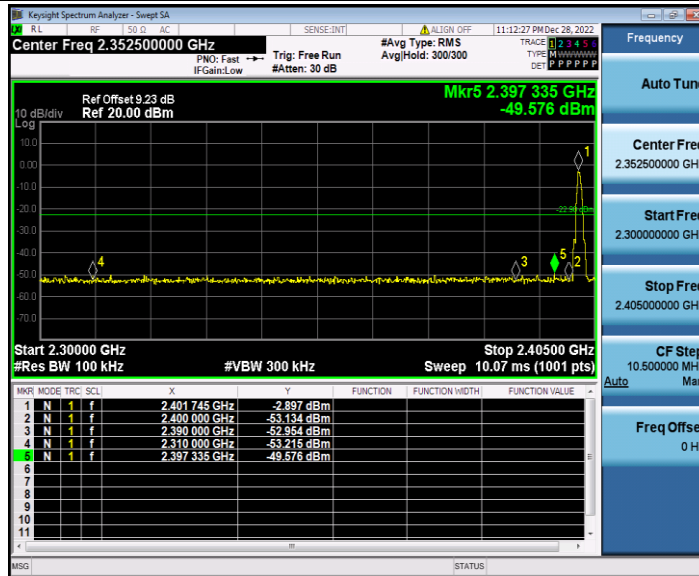 Keysight Spectrum Analyzer - Swept SA
RL RF 50 Ω AC SENSE:INT ALIGN OFF 11:12:27 PM Dec 28, 2022
Center Freq 2.352500000 GHz
PNO: Fast
IFGain:Low
Trig: Free Run
#Atten: 30 dB
#Avg Type: RMS
Avg|Hold: 300/300
TRACE 1 2 3 4 5 6
TYPE M W W W W W
DET P P P P P P
Ref Offset 9.23 dB
Ref 20.00 dBm
10 dB/div
Log
Mkr5 2.397 335 GHz
-49.576 dBm
10.0
0.00
-10.0
-20.0
-30.0
-40.0
-50.0
-60.0
-70.0
1
-22.90 dBm
4
3
5
2
Start 2.30000 GHz
Stop 2.40500 GHz
#Res BW 100 kHz
#VBW 300 kHz
Sweep 10.07 ms (1001 pts)
MKR MODE TRC SCL X Y FUNCTION FUNCTION WIDTH FUNCTION VALUE
1 N 1 f 2.401 745 GHz -2.897 dBm
2 N 1 f 2.400 000 GHz -53.134 dBm
3 N 1 f 2.390 000 GHz -52.954 dBm
4 N 1 f 2.310 000 GHz -53.215 dBm
5 N 1 f 2.397 335 GHz -49.576 dBm
6
7
8
9
10
11
MSG
STATUS
Frequency
Auto Tun
Center Fre
2.352500000 GH
Start Fre
2.300000000 GH
Stop Fre
2.405000000 GH
CF Step
10.500000 MH
Auto Ma
Freq Offse
0 H